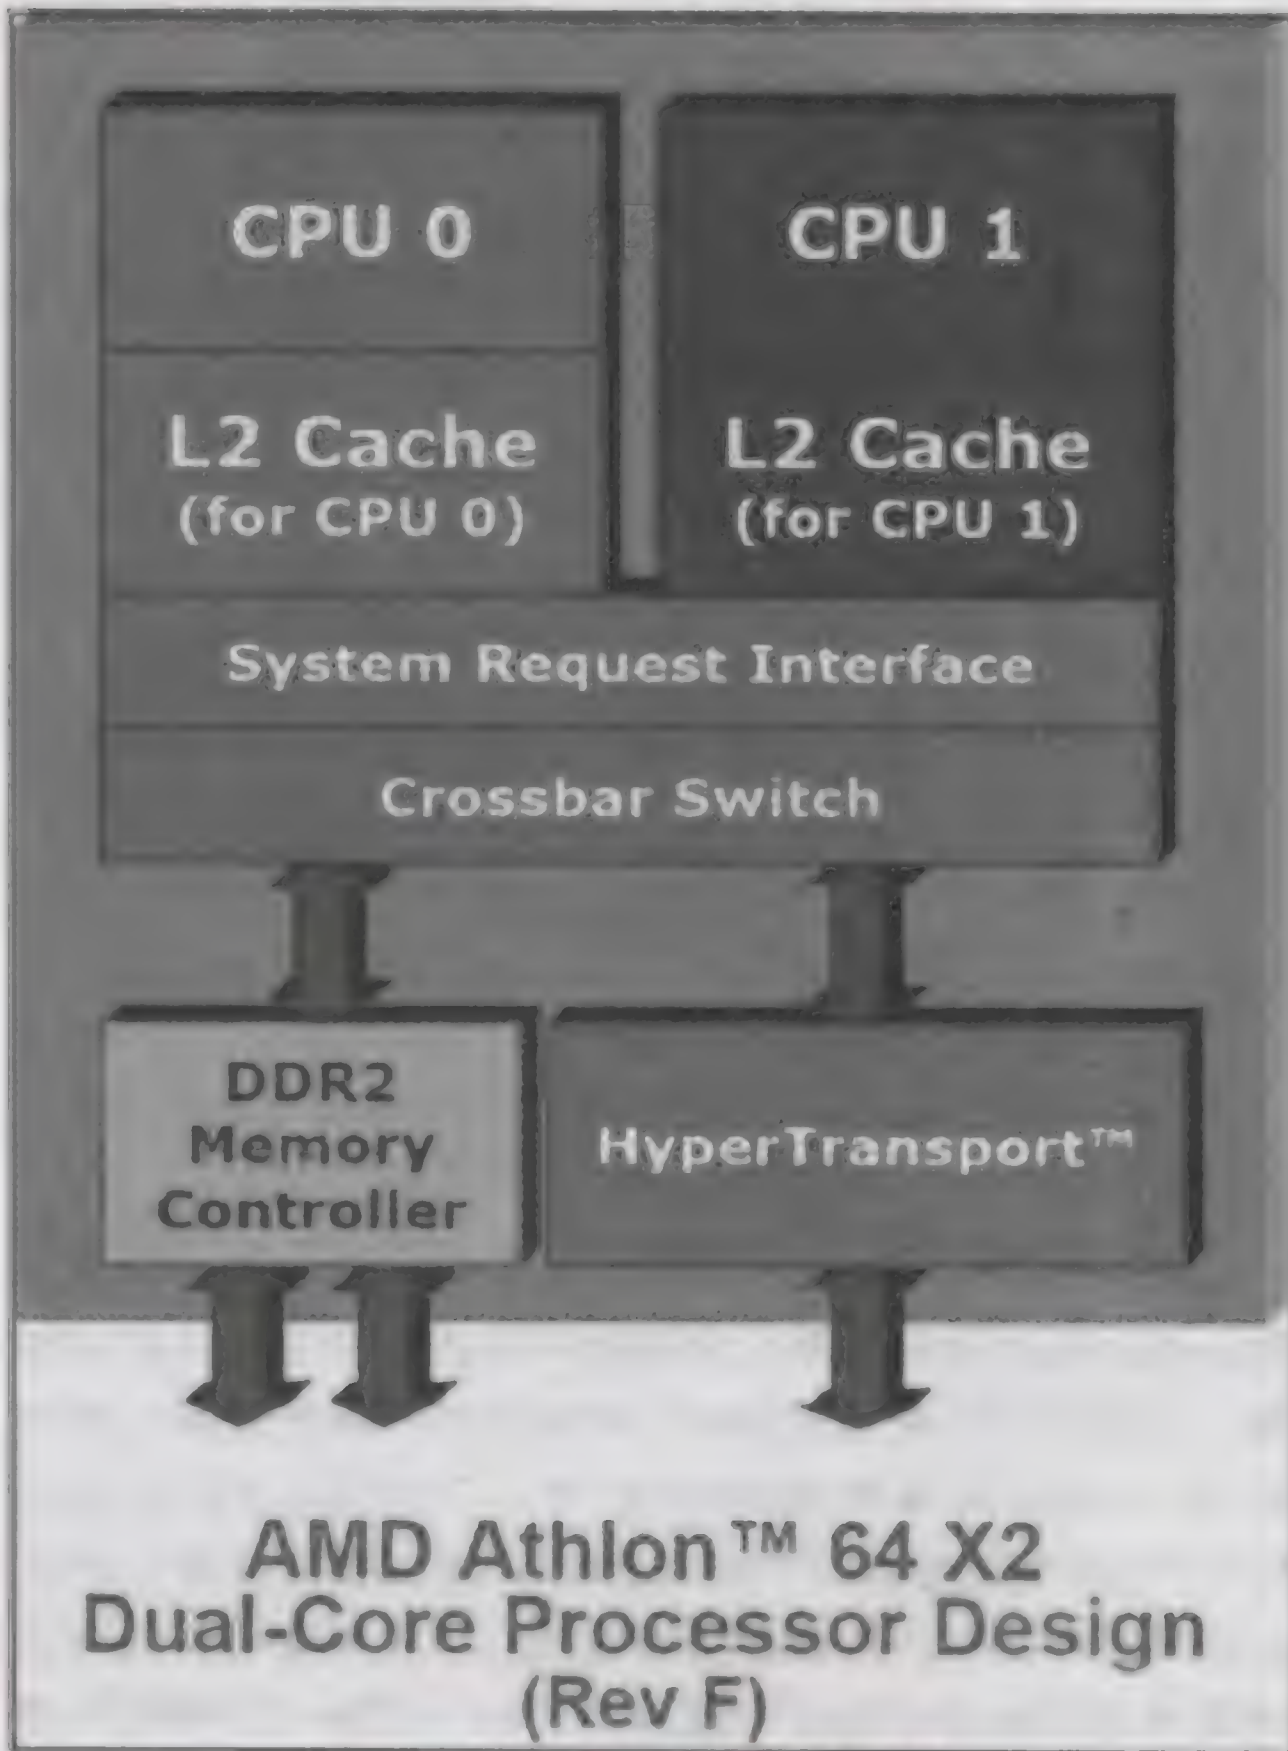 CPU 0
L2 Cache
(for CPU 0)
CPU 1
L2 Cache
(for CPU 1)
System Request Interface
Crossbar Switch
DDR2
Memory
Controller
HyperTransport™
AMD Athlon™ 64 X2
Dual-Core Processor Design
(Rev F)